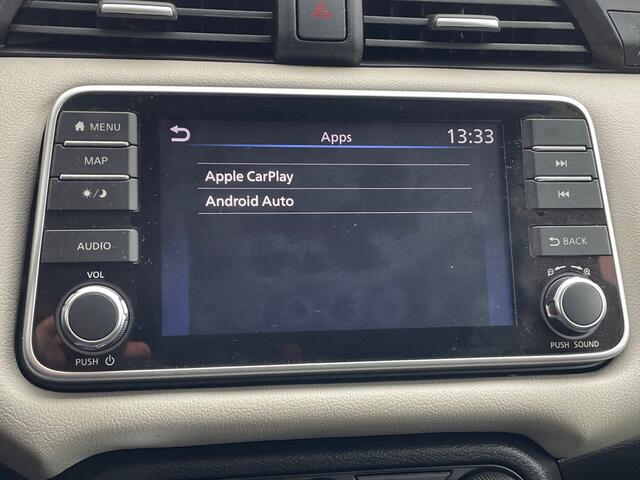 MENU
MAP
AUDIO
VOL
PUSH
Apps 13:33
Apple CarPlay
Android Auto
BACK
PUSH SOUND